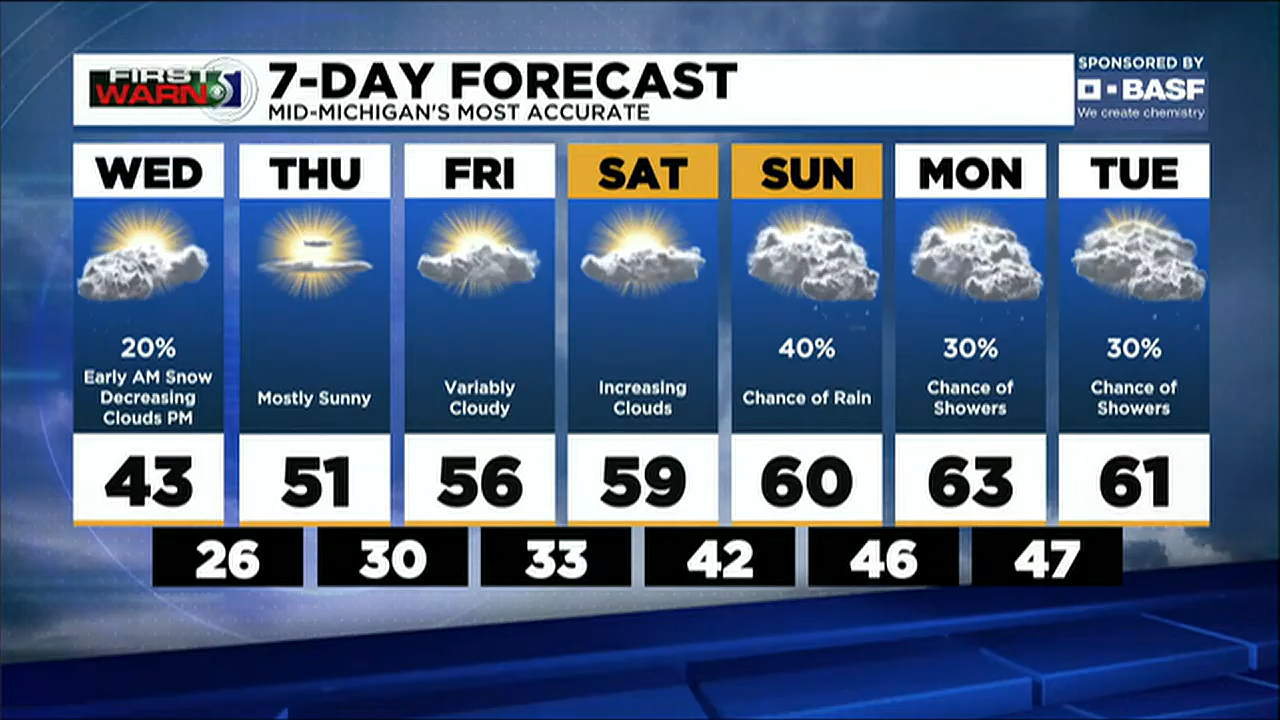 FIRST
WARN 5
7-DAY FORECAST
MID-MICHIGAN'S MOST ACCURATE
SPONSORED BY
BASF
We create chemistry
WED
THU
FRI
SAT
SUN
MON
TUE
20%
40%
30%
30%
Early AM Snow
Decreasing
Clouds PM
Mostly Sunny
Variably
Cloudy
Increasing
Clouds
Chance of Rain
Chance of
Showers
Chance of
Showers
43
51
56
59
60
63
61
26
30
33
42
46
47